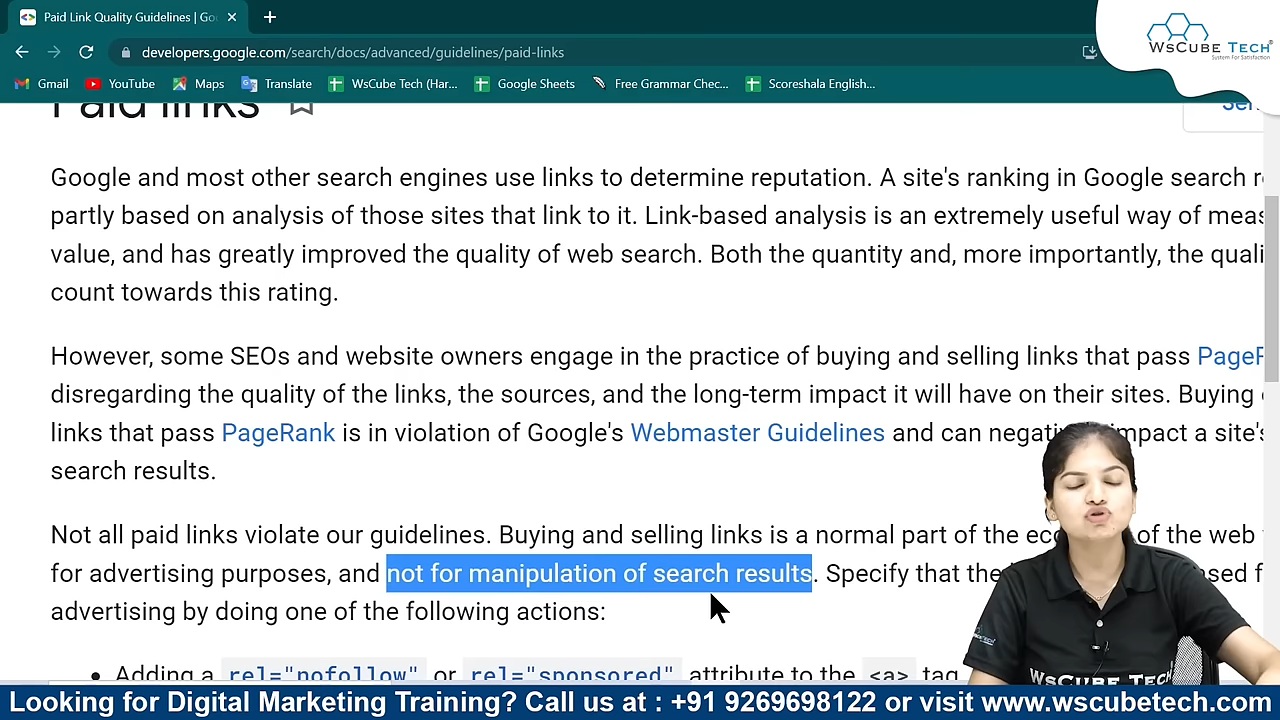 Paid Link Quality Guidelines | Go
developers.google.com/search/docs/advanced/guidelines/paid-links
WsCube Tech
System For Satisfaction
Gmail YouTube Maps Translate WsCube Tech (Har... Google Sheets Free Grammar Chec... Scoreshala English...
Paid links
Google and most other search engines use links to determine reputation. A site's ranking in Google search
partly based on analysis of those sites that link to it. Link-based analysis is an extremely useful way of
value, and has greatly improved the quality of web search. Both the quantity and, more importantly, the
count towards this rating.
However, some SEOs and website owners engage in the practice of buying and selling links that pass
disregarding the quality of the links, the sources, and the long-term impact it will have on their sites. Buying
links that pass PageRank is in violation of Google's Webmaster Guidelines and can impact a site's
search results.
Not all paid links violate our guidelines. Buying and selling links is a normal part of the of the web
for advertising purposes, and not for manipulation of search results. Specify that
advertising by doing one of the following actions:
• Adding a rel="nofollow" or rel="sponsored" attribute to the <a> tag
WsCube Tech
Looking for Digital Marketing Training? Call us at : +91 9269698122 or visit www.wscubetech.com